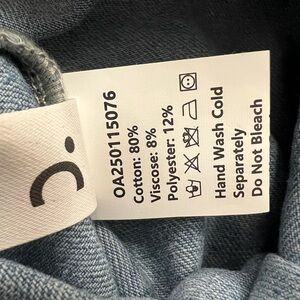 OA250115076
Cotton: 80%
Viscose: 8%
Polyester: 12%
Hand Wash Cold
Separately
Do Not Bleach